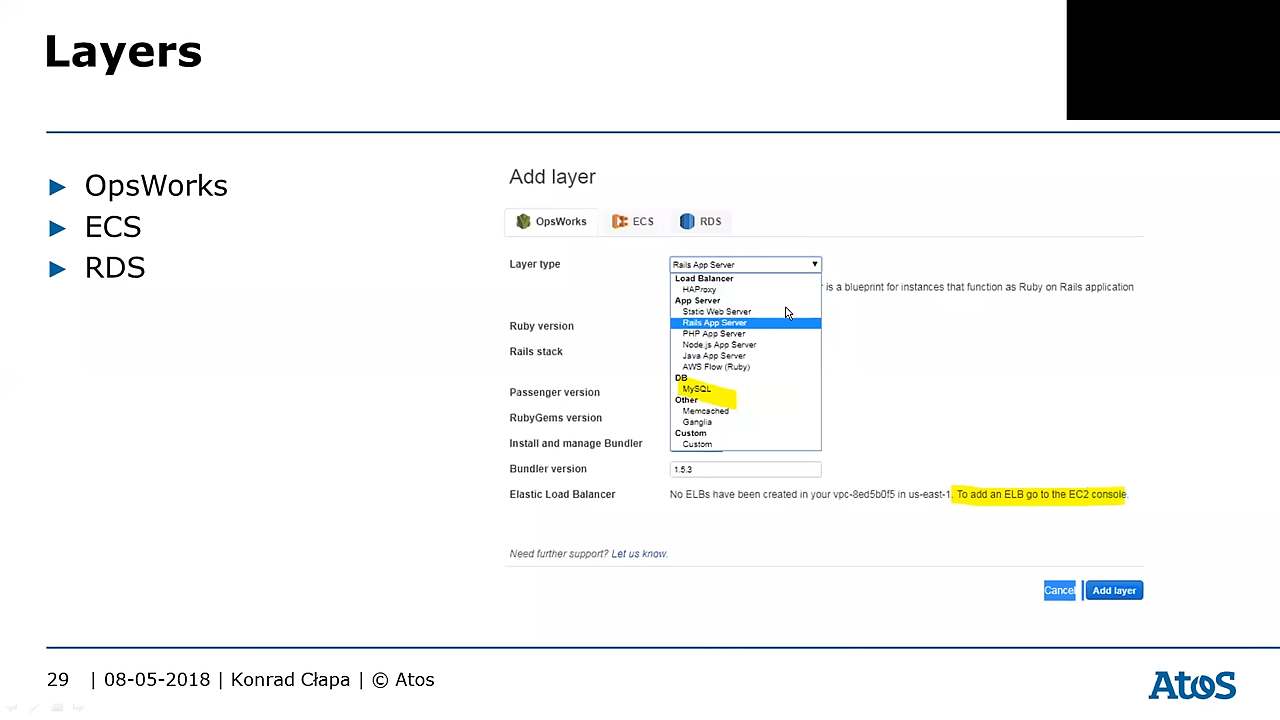 Layers
► OpsWorks
► ECS
► RDS
Add layer
OpsWorks ECS RDS
Layer type Rails App Server
Load Balancer
HAProxy
App Server
Static Web Server
Rails App Server
PHP App Server
Node.js App Server
Java App Server
AWS Flow (Ruby)
DB
MySQL
Other
Memcached
Ganglia
Custom
Custom
is a blueprint for instances that function as Ruby on Rails application
Ruby version
Rails stack
Passenger version
RubyGems version
Install and manage Bundler
Bundler version 1.5.3
Elastic Load Balancer No ELBs have been created in your vpc-8ed5b0f5 in us-east-1. To add an ELB go to the EC2 console.
Need further support? Let us know.
Cancel Add layer
29 | 08-05-2018 | Konrad Cłapa | © Atos
Atos